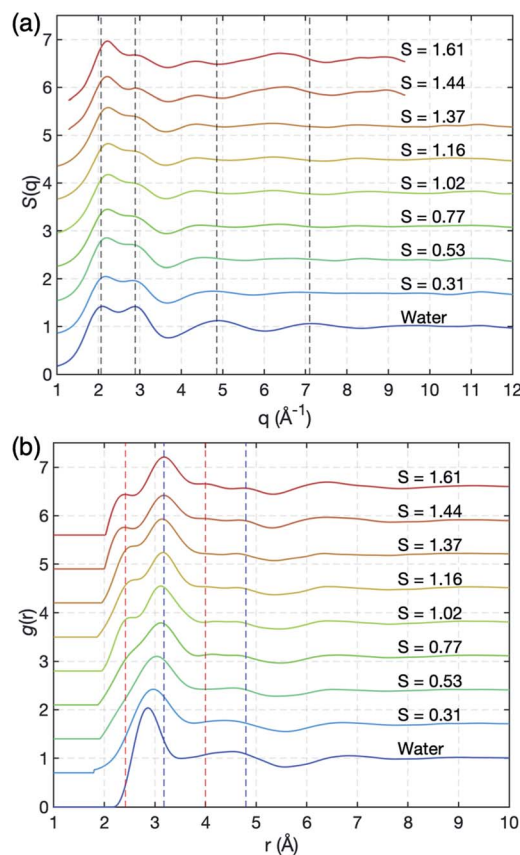 (a)
7
6
5
4
3
2
1
0
S(q)
S = 1.61
S = 1.44
S = 1.37
S = 1.16
S = 1.02
S = 0.77
S = 0.53
S = 0.31
Water
1 2 3 4 5 6 7 8 9 10 11 12
q (Å⁻¹)
(b)
7
6
5
4
3
2
1
0
g(r)
S = 1.61
S = 1.44
S = 1.37
S = 1.16
S = 1.02
S = 0.77
S = 0.53
S = 0.31
Water
1 2 3 4 5 6 7 8 9 10
r (Å)